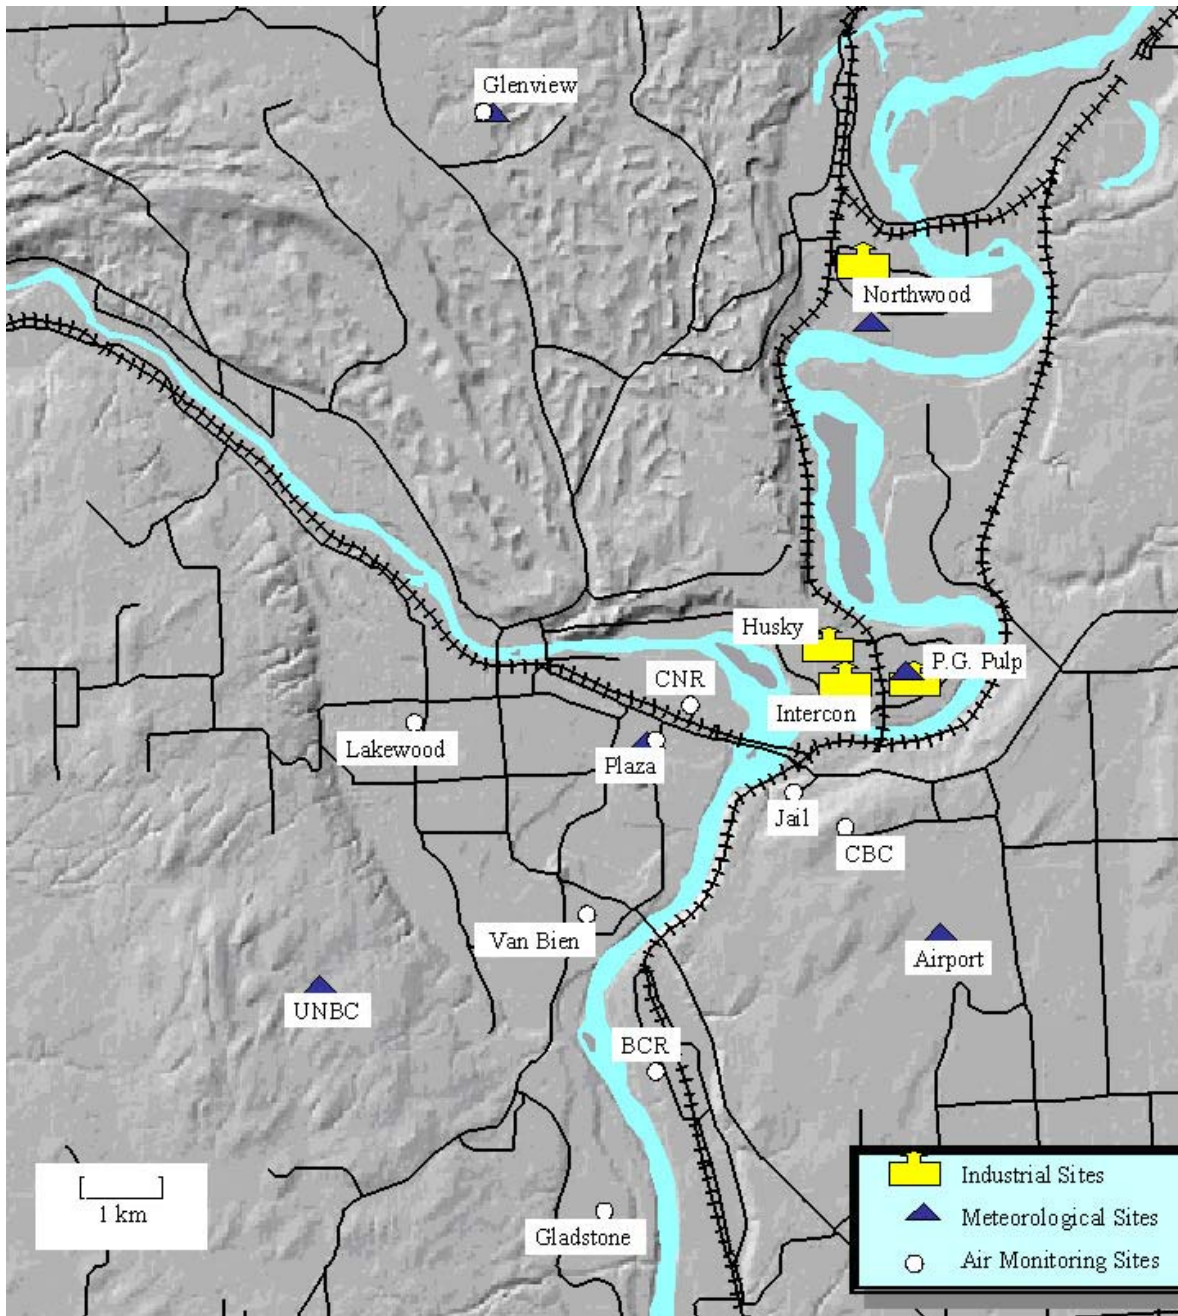 Glenview
Northwood
Husky
P.G. Pulp
CNR
Intercon
Lakewood
Plaza
Jail
CBC
Van Bien
Airport
UNBC
BCR
Gladstone
1 km
Industrial Sites
Meteorological Sites
Air Monitoring Sites